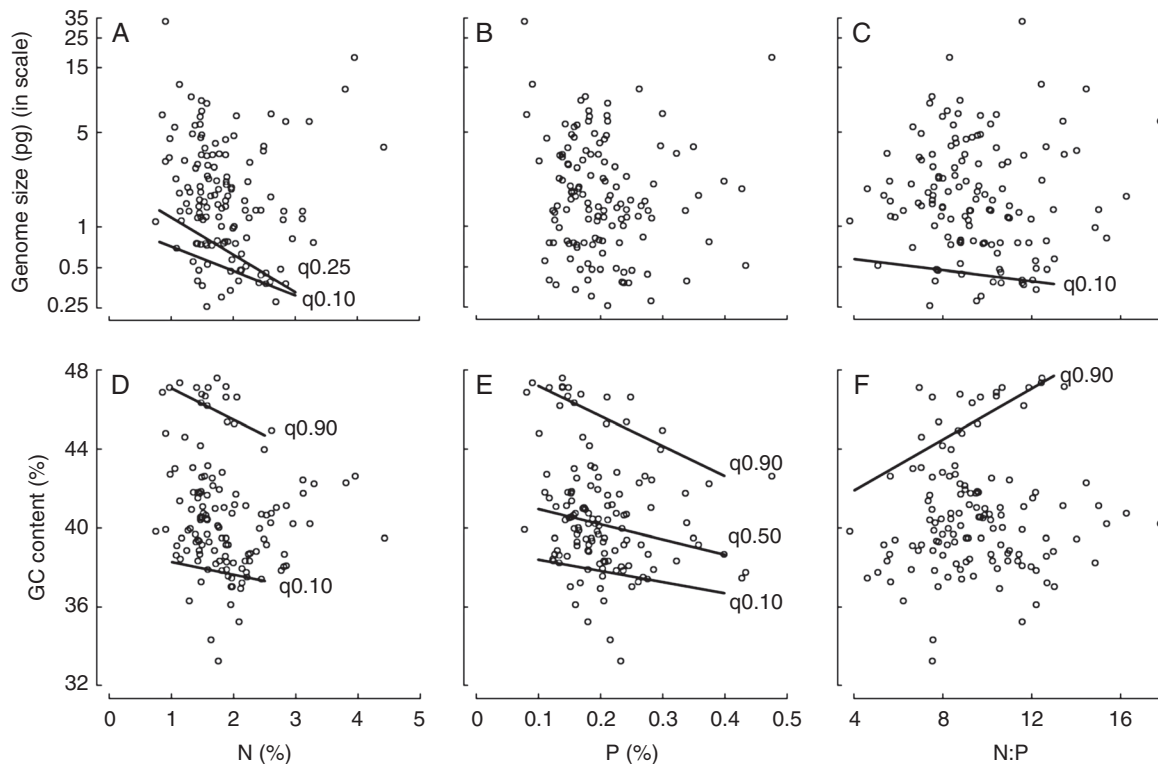 A
B
C
Genome size (pg) (in scale)
35
25
15
5
1
0.5
0.25
q0.25
q0.10
q0.10
D
E
F
GC content (%)
48
44
40
36
32
q0.90
q0.10
q0.90
q0.50
q0.10
q0.90
0 1 2 3 4 5
0 0.1 0.2 0.3 0.4 0.5
4 8 12 16
N (%)
P (%)
N:P